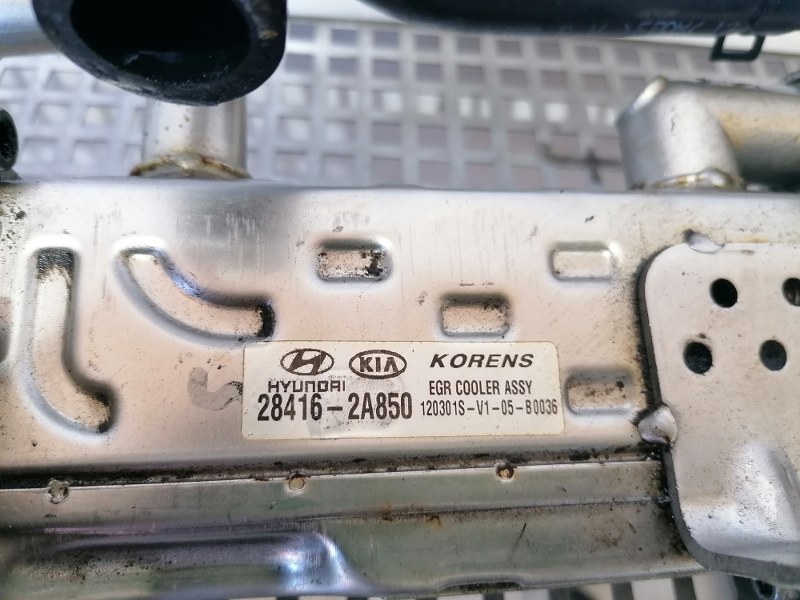 HYUNDAI KIA KORENS
EGR COOLER ASSY
28416-2A850 120301S-V1-05-B0036